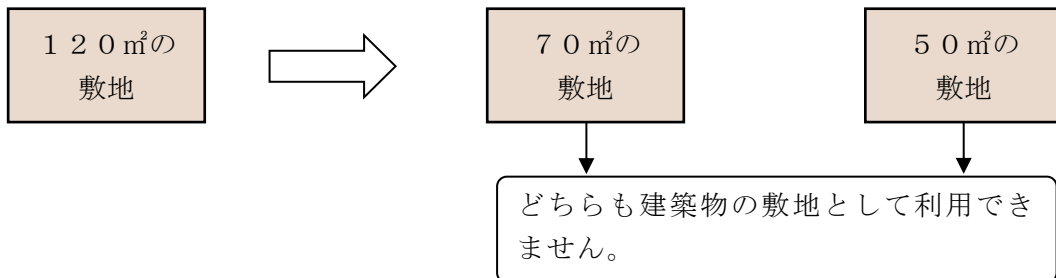 １２０㎡の
敷地
７０㎡の
敷地
５０㎡の
敷地
どちらも建築物の敷地として利用でき
ません。